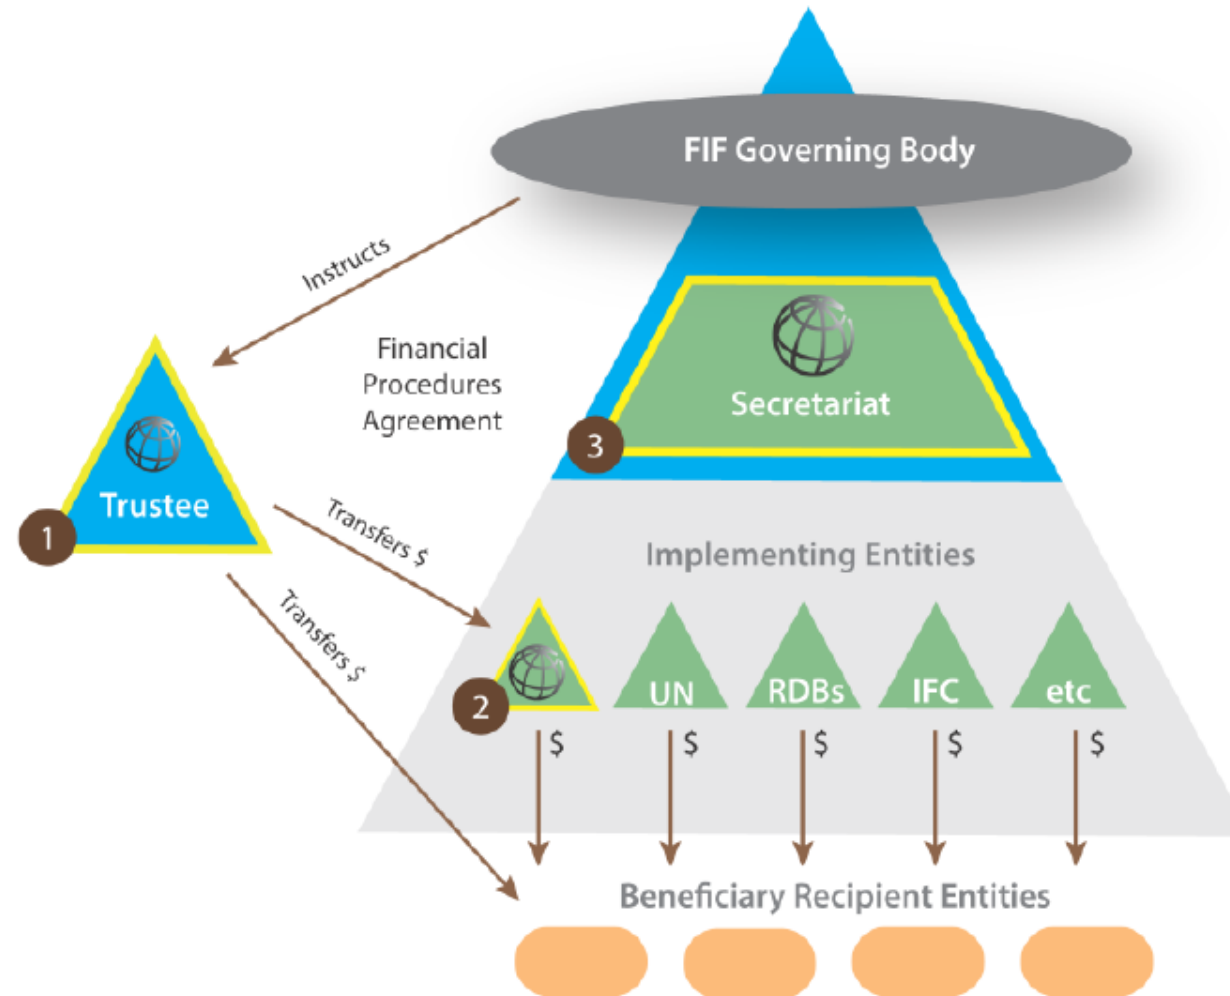 FIF Governing Body
Instructs
Financial
Procedures
Agreement
Secretariat
3
Trustee
1
Transfers $
Transfers $
Implementing Entities
2
UN
RDBs
IFC
etc
$
$
$
$
$
Beneficiary Recipient Entities